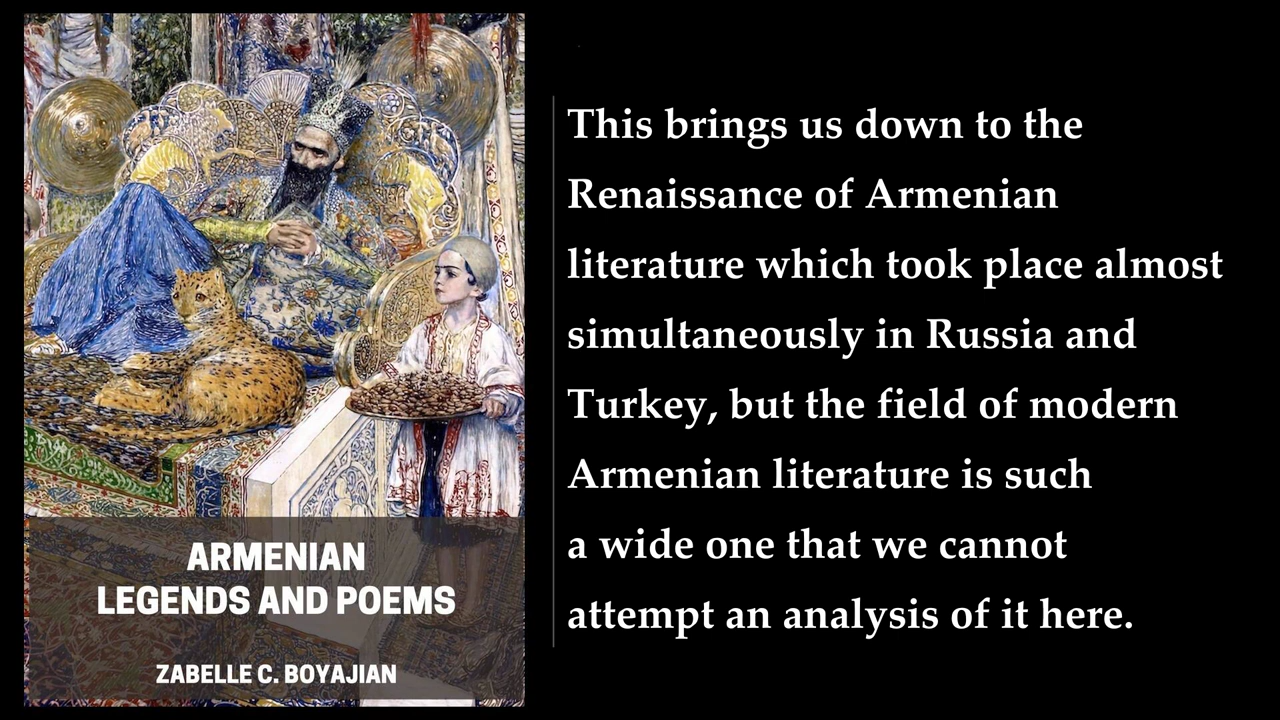 ARMENIAN
LEGENDS AND POEMS
ZABELLE C. BOYAJIAN
This brings us down to the
Renaissance of Armenian
literature which took place almost
simultaneously in Russia and
Turkey, but the field of modern
Armenian literature is such
a wide one that we cannot
attempt an analysis of it here.